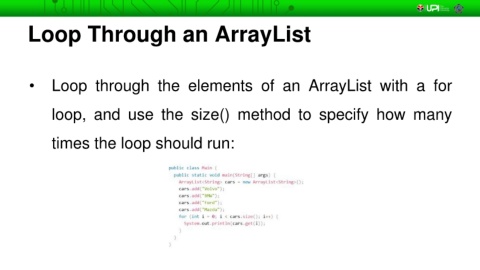 UPI
Loop Through an ArrayList
• Loop through the elements of an ArrayList with a for
loop, and use the size() method to specify how many
times the loop should run:
public class Main {
public static void main(String[] args) {
ArrayList<String> cars = new ArrayList<String>();
cars.add("Volvo");
cars.add("BMW");
cars.add("Ford");
cars.add("Mazda");
for (int i = 0; i < cars.size(); i++) {
System.out.println(cars.get(i));
}
}
}